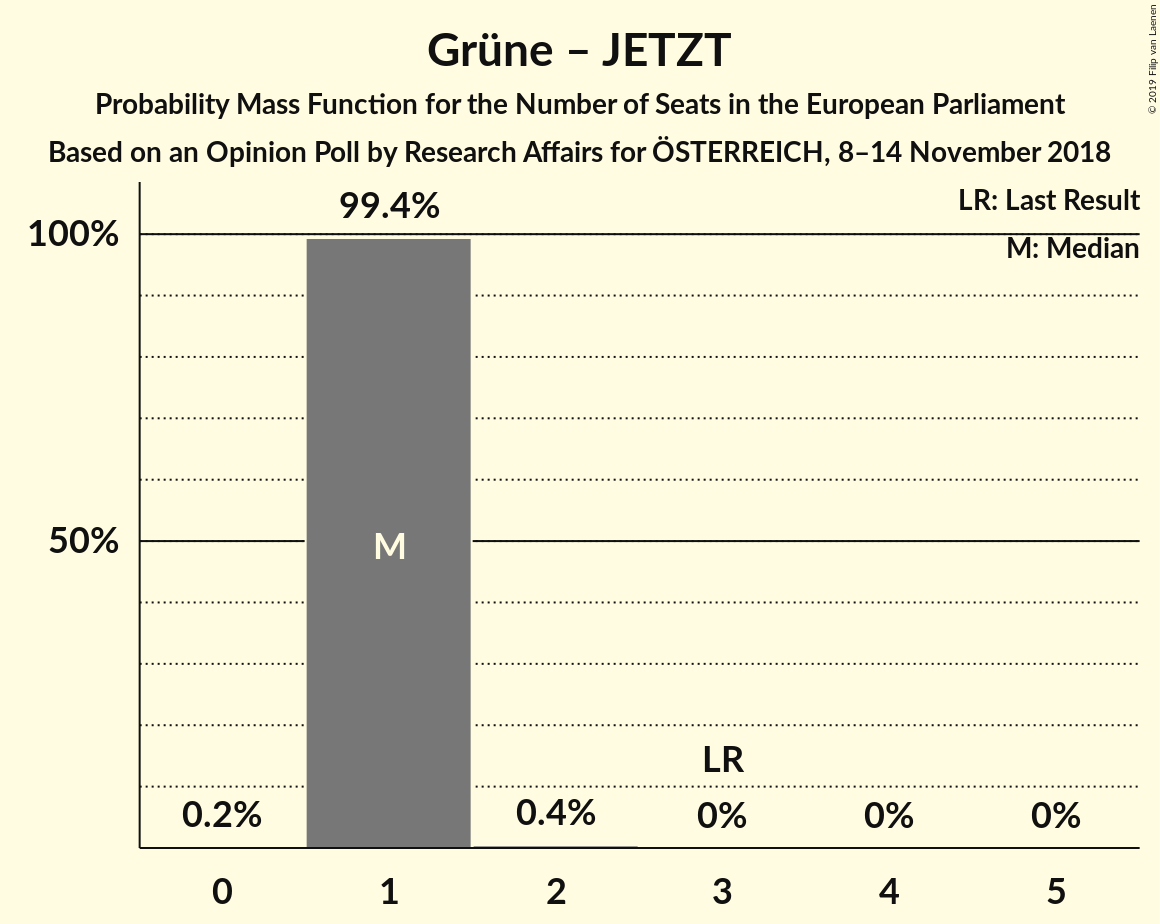 Grüne – JETZT
Probability Mass Function for the Number of Seats in the European Parliament
Based on an Opinion Poll by Research Affairs for ÖSTERREICH, 8–14 November 2018
© 2019 Filip van Laenen
LR: Last Result
M: Median
99.4%
100%
50%
M
LR
0.2%
0.4%
0%
0%
0%
0
1
2
3
4
5